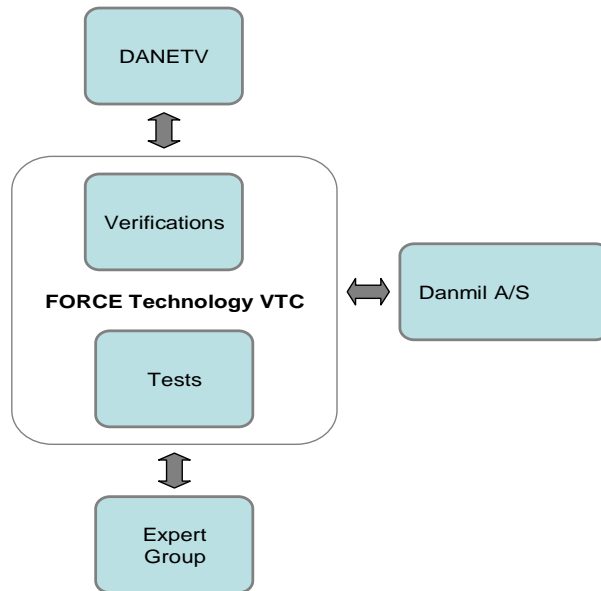 DANETV
Verifications
FORCE Technology VTC
Danmil A/S
Tests
Expert
Group